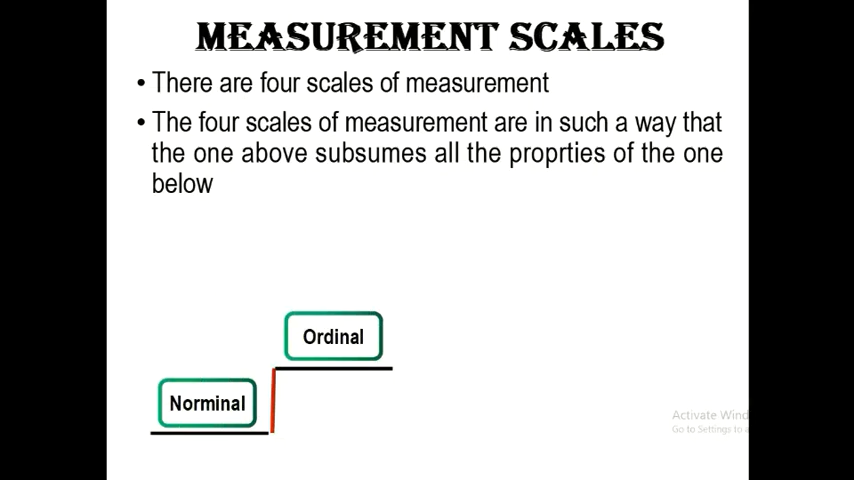 MEASUREMENT SCALES
• There are four scales of measurement
• The four scales of measurement are in such a way that
the one above subsumes all the proprties of the one
below
Ordinal
Norminal
Activate Wind
Go to Settings to a